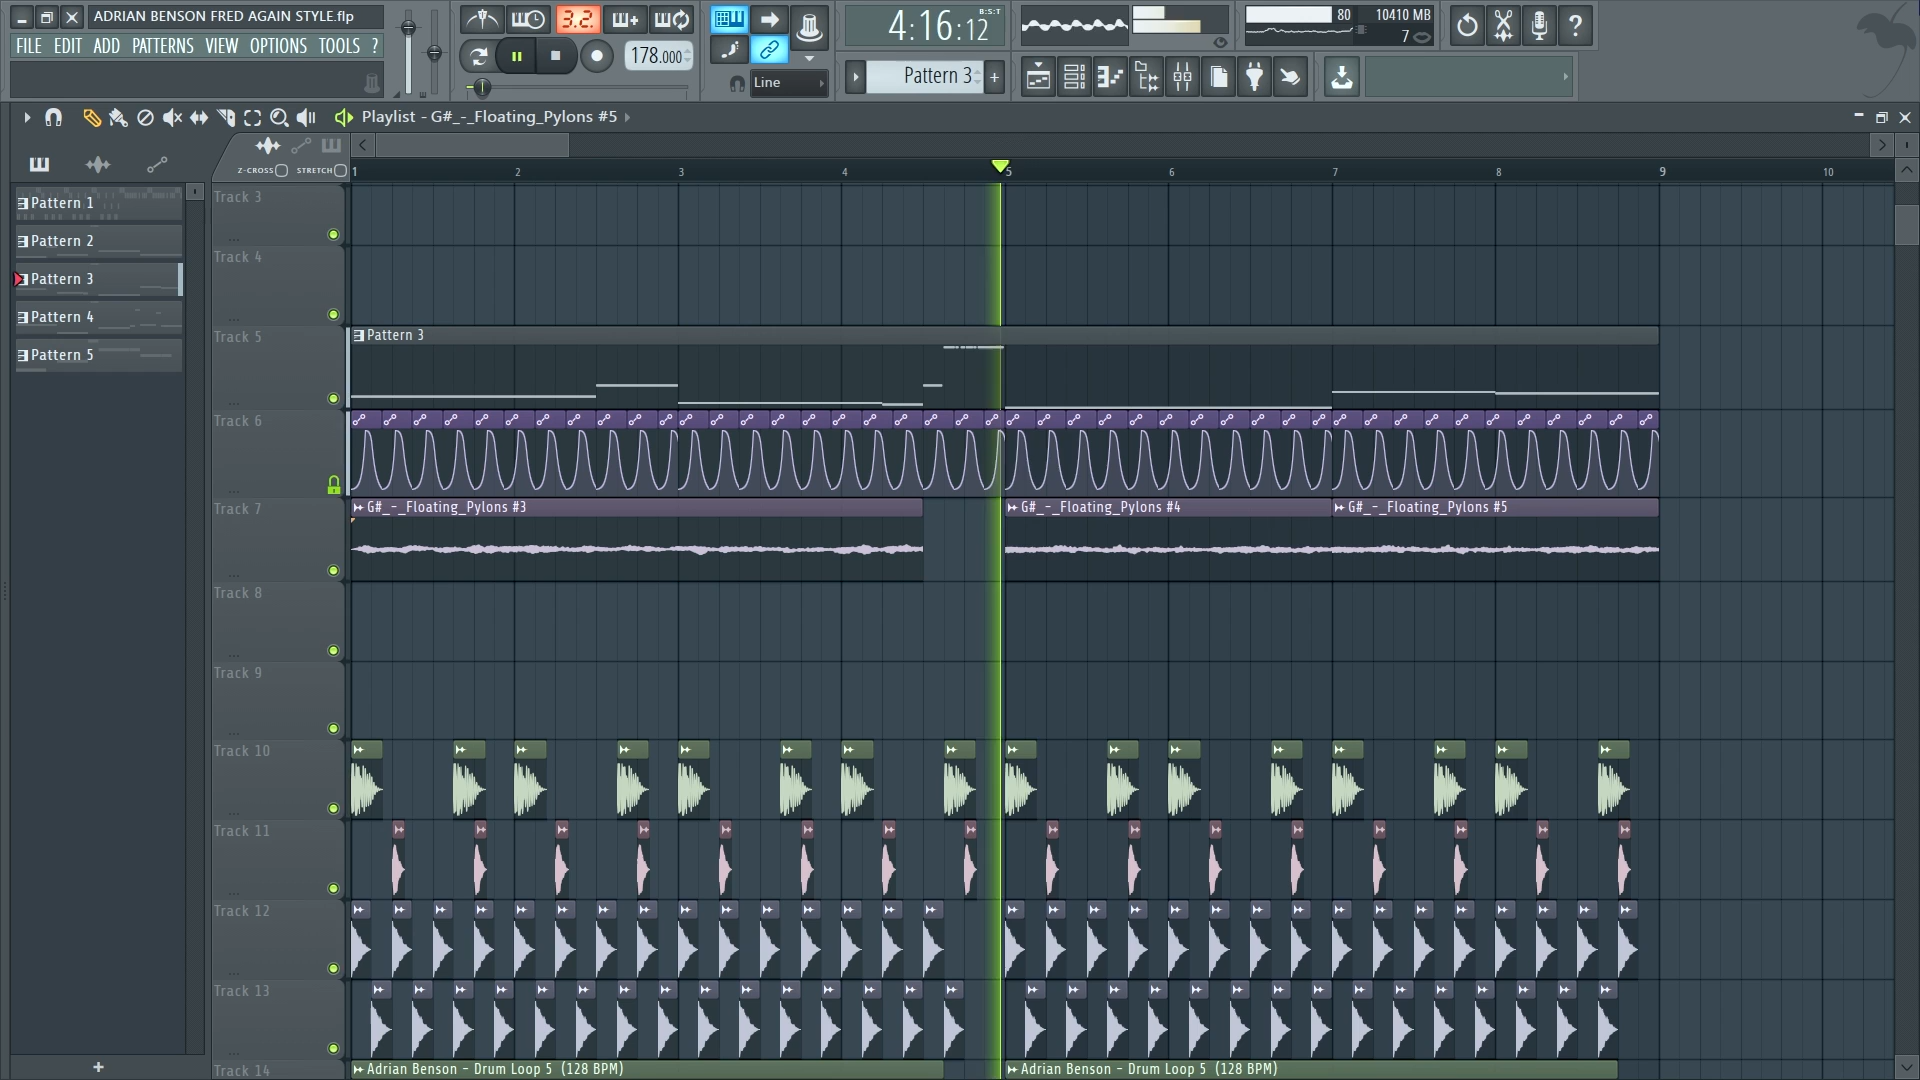 ADRIAN BENSON FRED AGAIN STYLE.flp
FILE EDIT ADD PATTERNS VIEW OPTIONS TOOLS ?
3.2.
178.000
Line
4:16:12
B:S:T
Pattern 3
+
80
10410 MB
7
?
Playlist - G#_-_Floating_Pylons #5
Z-CROSS
STRETCH
1 2 3 4 5 6 7 8 9 10
Pattern 1
Pattern 2
Pattern 3
Pattern 4
Pattern 5
+
Track 3
Track 4
Track 5
Pattern 3
Track 6
Track 7
G#_-_Floating_Pylons #3
G#_-_Floating_Pylons #4
G#_-_Floating_Pylons #5
Track 8
Track 9
Track 10
Track 11
Track 12
Track 13
Track 14
Adrian Benson - Drum Loop 5 (128 BPM)
Adrian Benson - Drum Loop 5 (128 BPM)